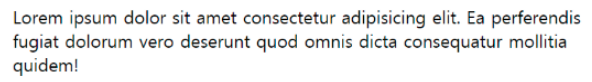 Lorem ipsum dolor sit amet consectetur adipisicing elit. Ea perferendis
fugiat dolorum vero deserunt quod omnis dicta consequatur mollitia
quidem!